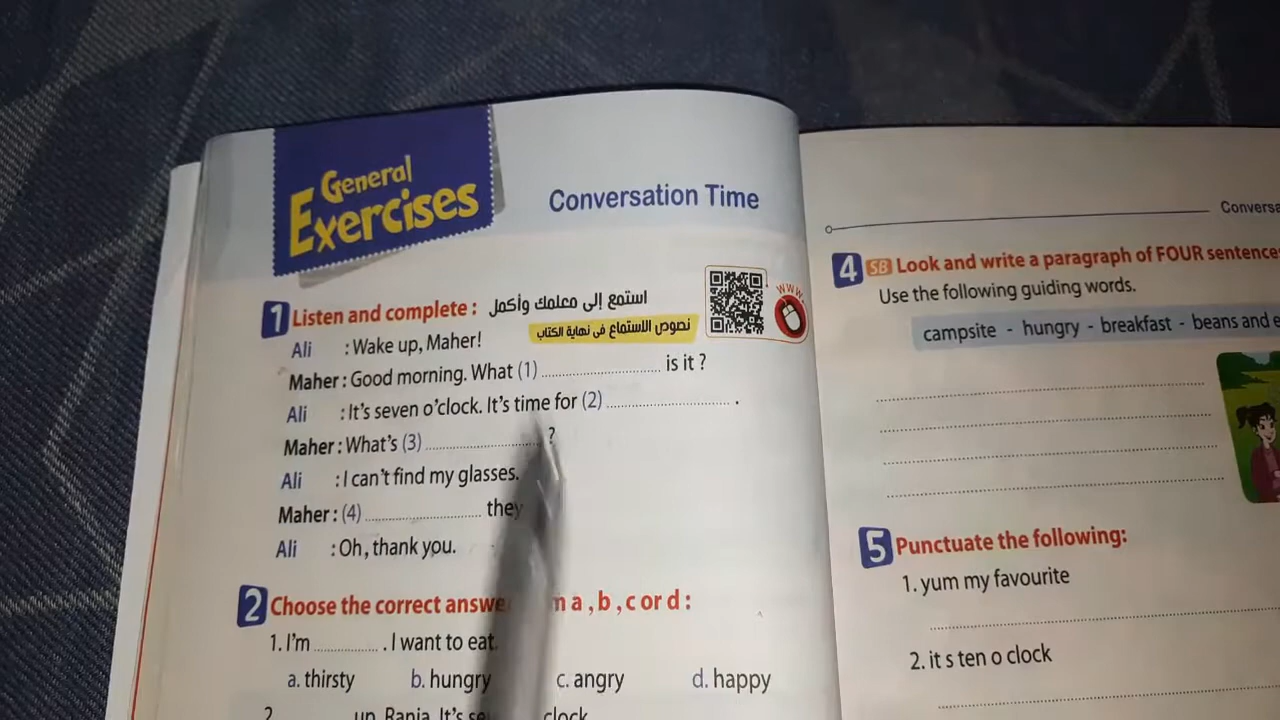 General
Exercises
Conversation Time
1 Listen and complete : استمع إلى معلمك وأكمل
نصوص الاستماع فى نهاية الكتاب
WWW.
Ali : Wake up, Maher!
Maher : Good morning. What (1) ........................ is it ?
Ali : It's seven o'clock. It's time for (2) ........................ .
Maher : What's (3) ........................ ?
Ali : I can't find my glasses.
Maher : (4) ........................ they
Ali : Oh, thank you.
2 Choose the correct a , b , c or d :
1. I'm ................ . I want to eat.
a. thirsty b. hungry c. angry d. happy
2. up, Rania. It's clock.
4 SB Look and write a paragraph of FOUR
Use the following guiding words.
campsite - hungry - breakfast - beans and
5 Punctuate the following:
1. yum my favourite
2. it s ten o clock